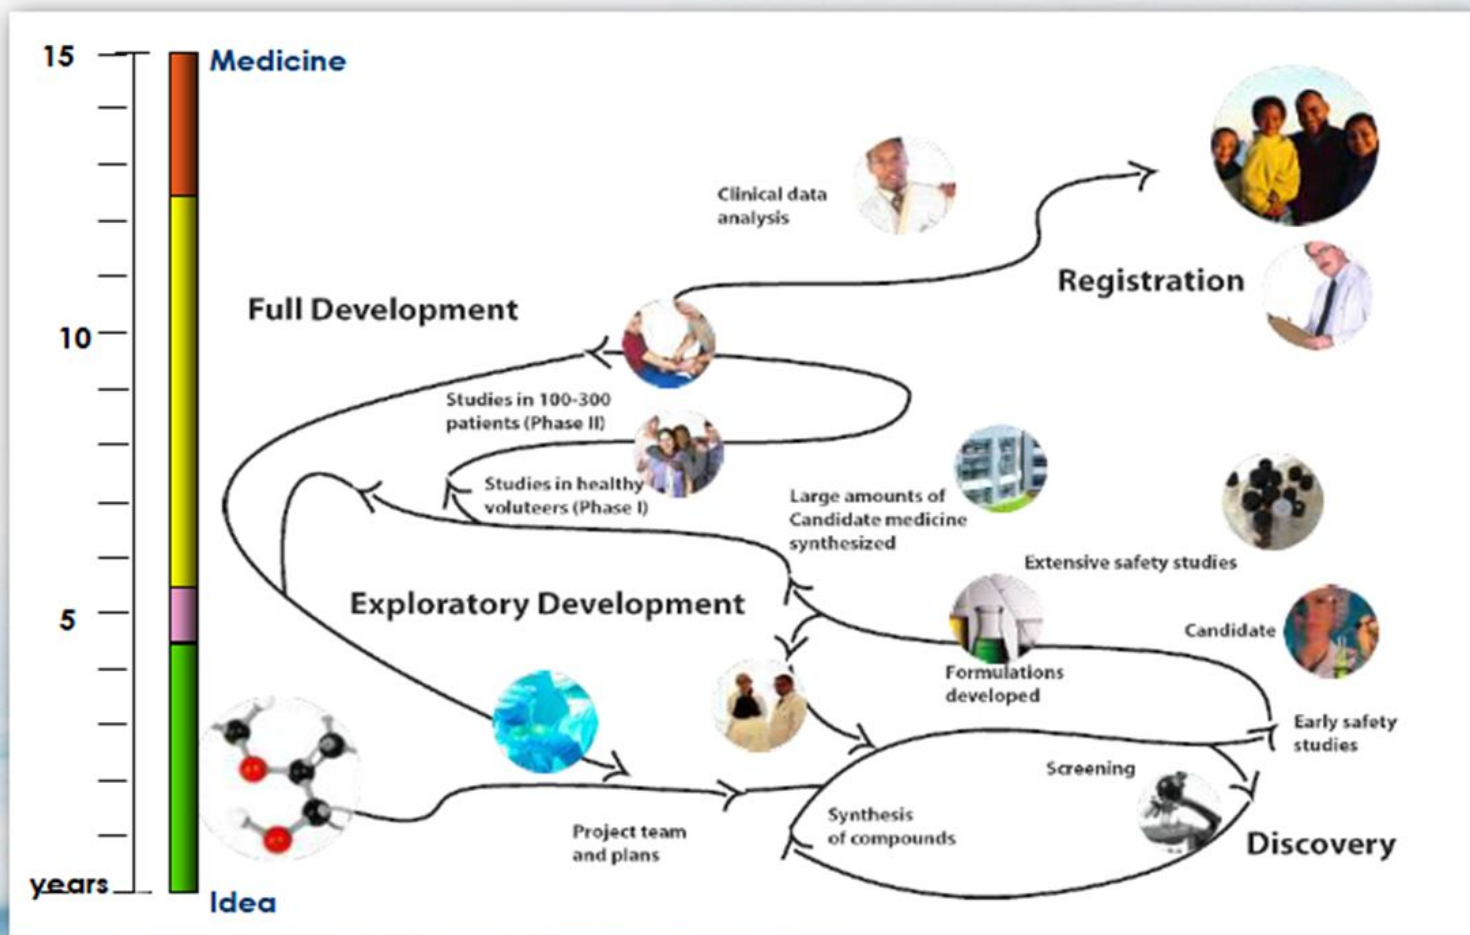 15
Medicine
Clinical data
analysis
Registration
Full Development
10
Studies in 100-300
patients (Phase II)
Studies in healthy
voluteers (Phase I)
Large amounts of
Candidate medicine
synthesized
Extensive safety studies
Exploratory Development
5
Candidate
Formulations
developed
Early safety
studies
Screening
Synthesis
of compounds
Project team
and plans
Discovery
years
Idea